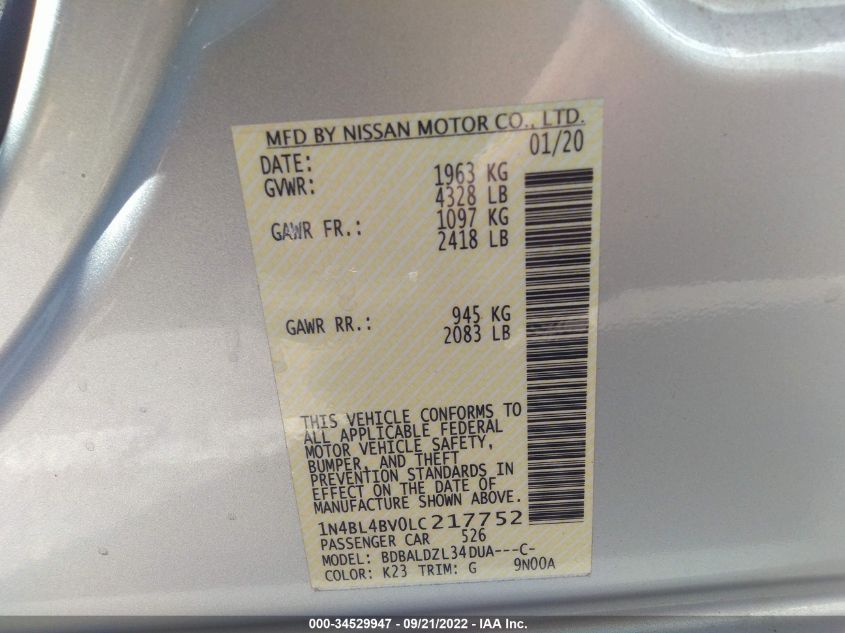 MFD BY NISSAN MOTOR CO., LTD.
DATE: 01/20
GVWR: 1963 KG
4328 LB
GAWR FR.: 1097 KG
2418 LB
GAWR RR.: 945 KG
2083 LB
THIS VEHICLE CONFORMS TO
ALL APPLICABLE FEDERAL
MOTOR VEHICLE SAFETY,
BUMPER, AND THEFT
PREVENTION STANDARDS IN
EFFECT ON THE DATE OF
MANUFACTURE SHOWN ABOVE.
1N4BL4BV0LC217752
PASSENGER CAR 526
MODEL: BDBALDZL34DUA---C-
COLOR: K23 TRIM: G 9N00A
000-34529947 - 09/21/2022 - IAA Inc.